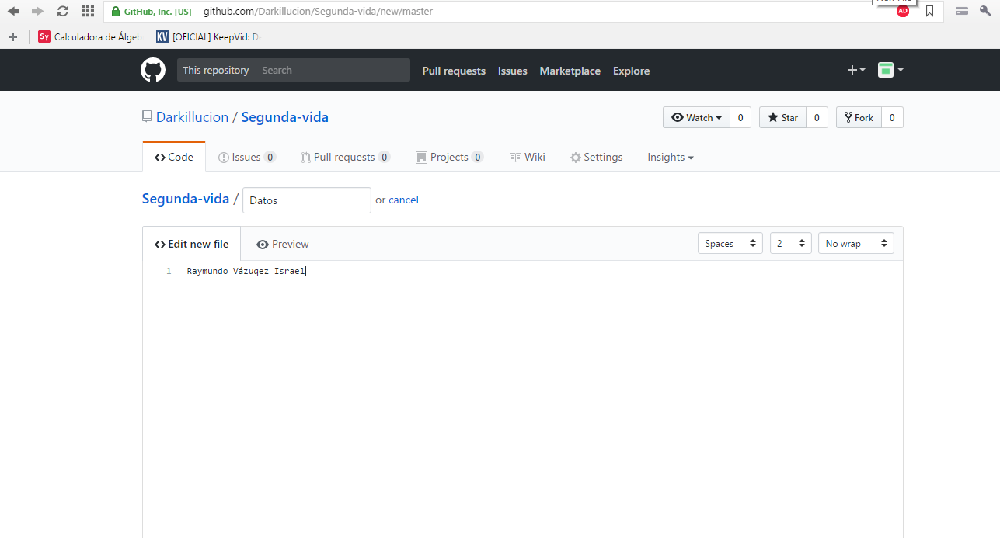 GitHub, Inc. [US] github.com/Darkillucion/Segunda-vida/new/master AD
Sy Calculadora de Álgeb KV [OFICIAL] KeepVid: D
This repository Search Pull requests Issues Marketplace Explore
Darkillucion / Segunda-vida Watch 0 Star 0 Fork 0
Code Issues 0 Pull requests 0 Projects 0 Wiki Settings Insights
Segunda-vida / Datos or cancel
Edit new file Preview Spaces 2 No wrap
1 Raymundo Vázuqez Israel